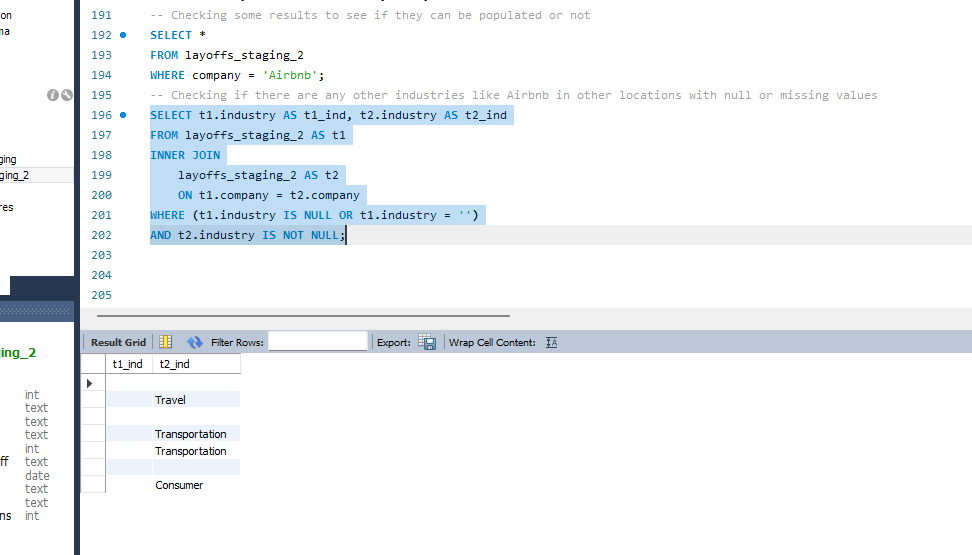 on
ma
ging
ging_2
res
ing_2
int
text
text
text
int
ff text
date
text
text
ns int
191 -- Checking some results to see if they can be populated or not
192 SELECT *
193 FROM layoffs_staging_2
194 WHERE company = 'Airbnb';
195 -- Checking if there are any other industries like Airbnb in other locations with null or missing values
196 SELECT t1.industry AS t1_ind, t2.industry AS t2_ind
197 FROM layoffs_staging_2 AS t1
198 INNER JOIN
199 layoffs_staging_2 AS t2
200 ON t1.company = t2.company
201 WHERE (t1.industry IS NULL OR t1.industry = '')
202 AND t2.industry IS NOT NULL;
203
204
205
Result Grid Filter Rows: Export: Wrap Cell Content: IA
t1_ind t2_ind
Travel
Transportation
Transportation
Consumer